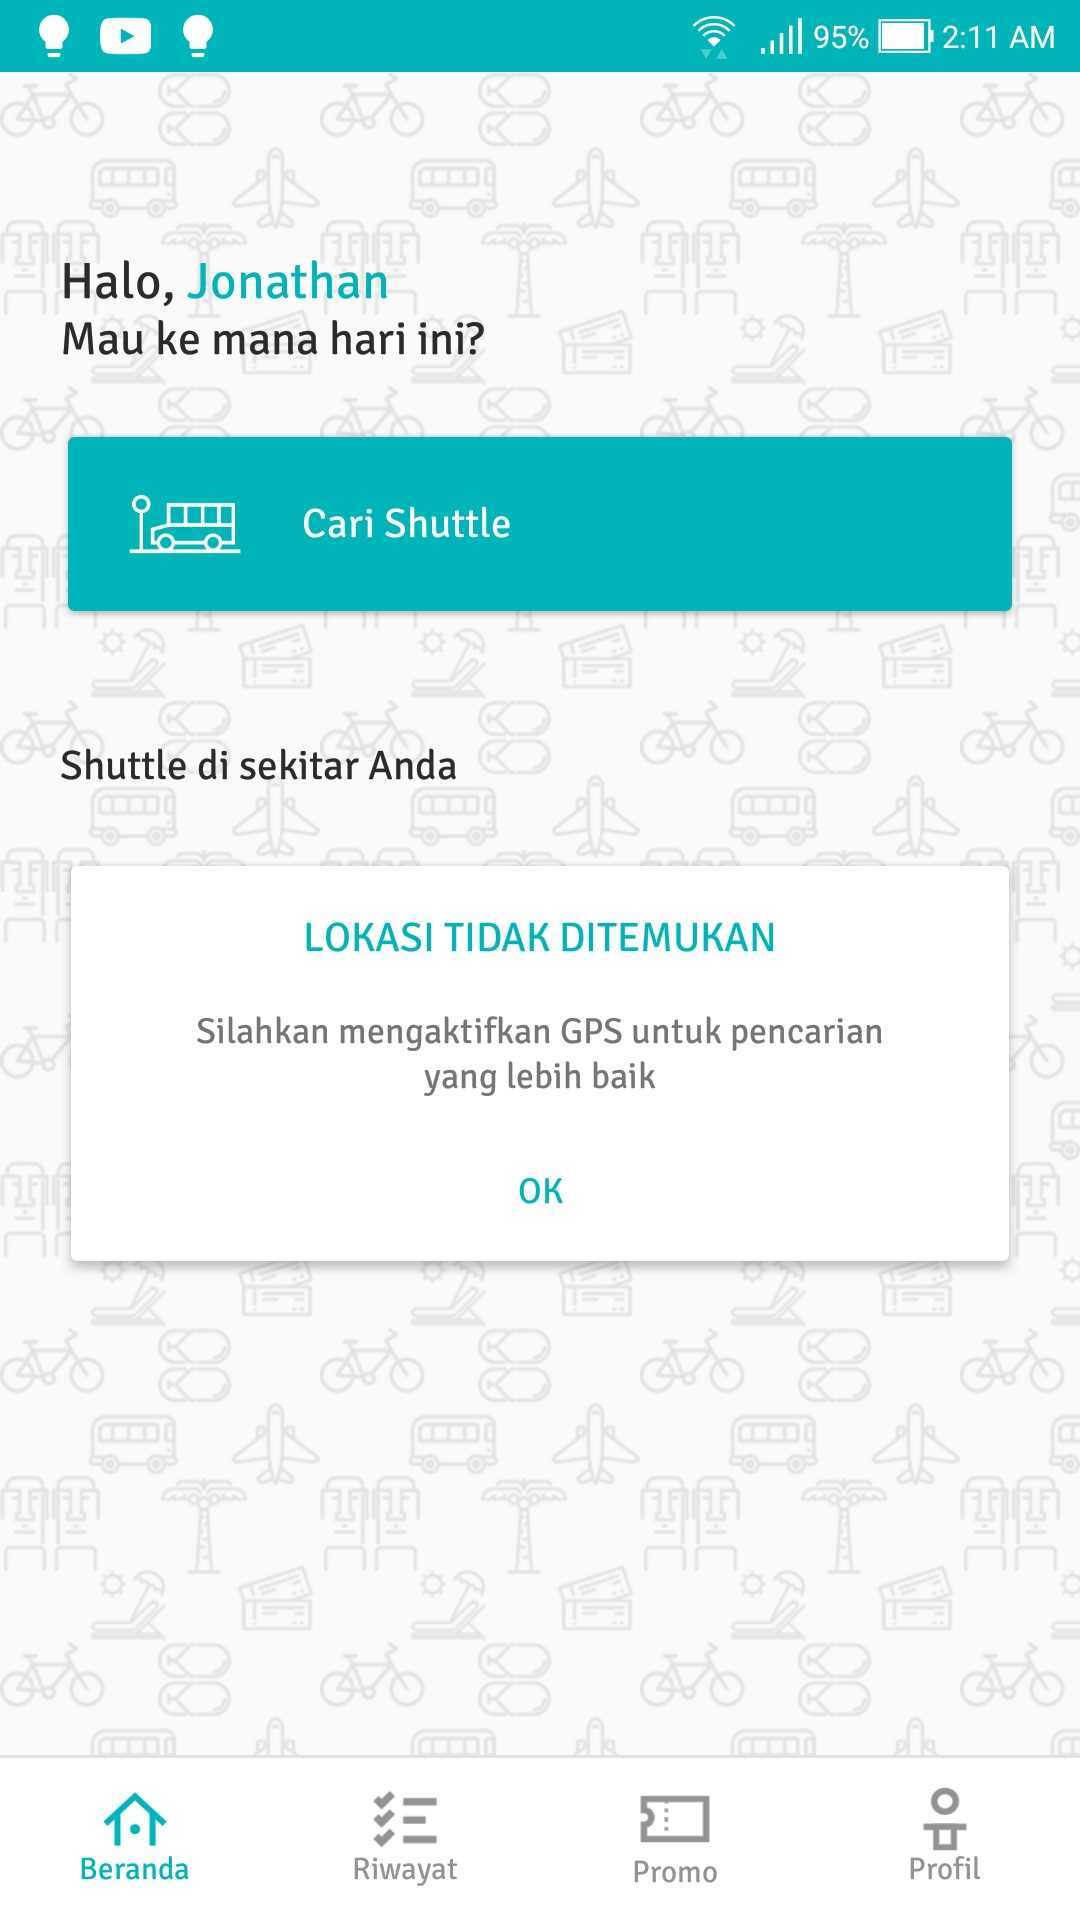 95% 2:11 AM
Halo, Jonathan
Mau ke mana hari ini?
Cari Shuttle
Shuttle di sekitar Anda
LOKASI TIDAK DITEMUKAN
Silahkan mengaktifkan GPS untuk pencarian
yang lebih baik
OK
Beranda Riwayat Promo Profil